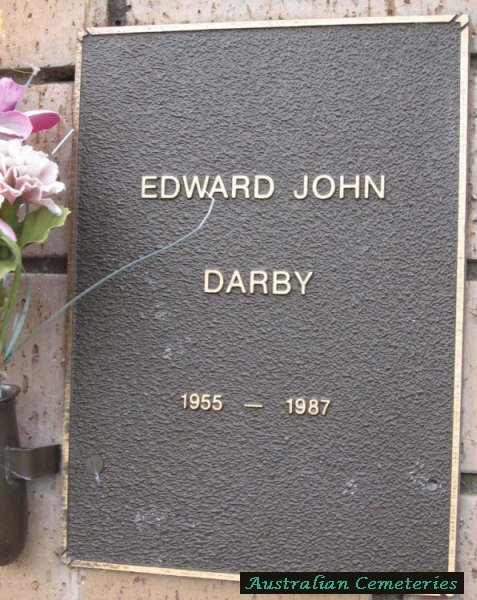 EDWARD JOHN
DARBY
1955 — 1987
Australian Cemeteries